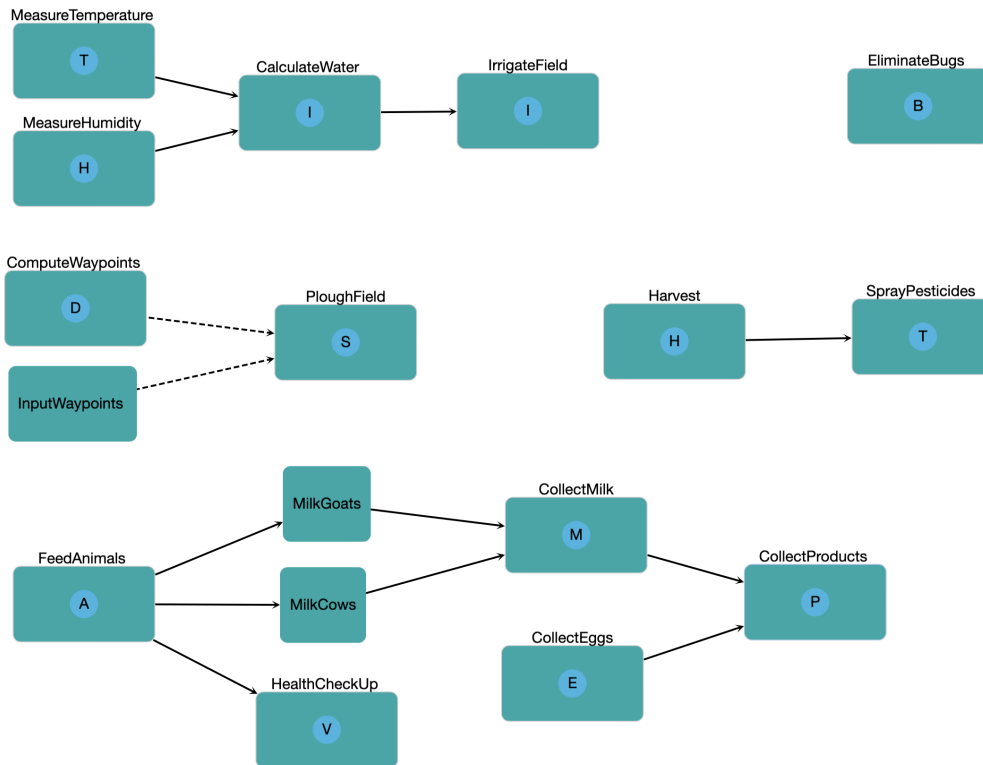 MeasureTemperature
T
CalculateWater
I
IrrigateField
I
EliminateBugs
B
MeasureHumidity
H
ComputeWaypoints
D
PloughField
S
Harvest
H
SprayPesticides
T
InputWaypoints
MilkGoats
CollectMilk
M
FeedAnimals
A
MilkCows
CollectProducts
P
CollectEggs
E
HealthCheckUp
V